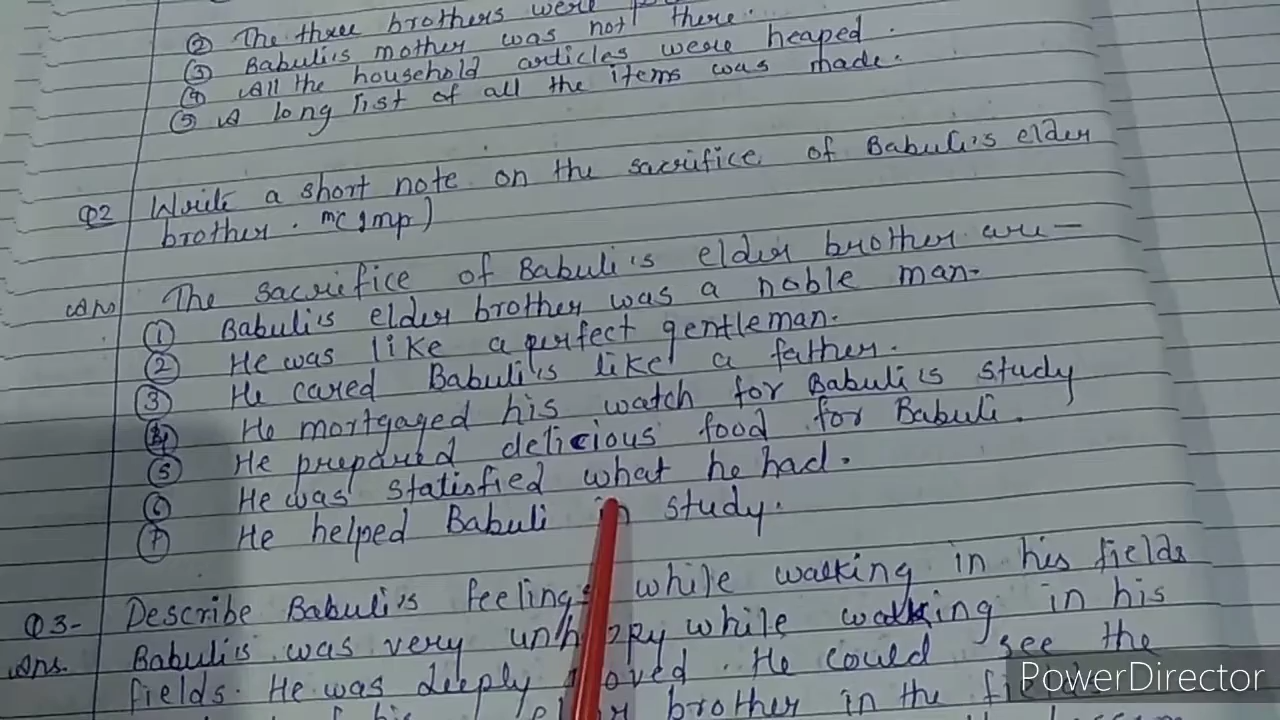 ② The three brothers were
③ Babuli's mother was not there.
④ All the household articles were heaped.
⑤ A long list of all the items was made.
Q2 Write a short note on the sacrifice of Babuli's elder
brother.
Ans The sacrifice of Babuli's elder brother are —
① Babuli's elder brother was a noble man.
② He was like a perfect gentleman.
③ He cared Babuli's like a father.
④ He mortgaged his watch for Babuli's study
⑤ He prepared delicious food for Babuli.
⑥ He was statisfied what he had.
⑦ He helped Babuli in study.
Q3- Describe Babuli's feelings while walking in his fields
Ans. Babuli's was very unhappy while walking in his
fields. He was deeply moved. He could see the
brother in the field
PowerDirector